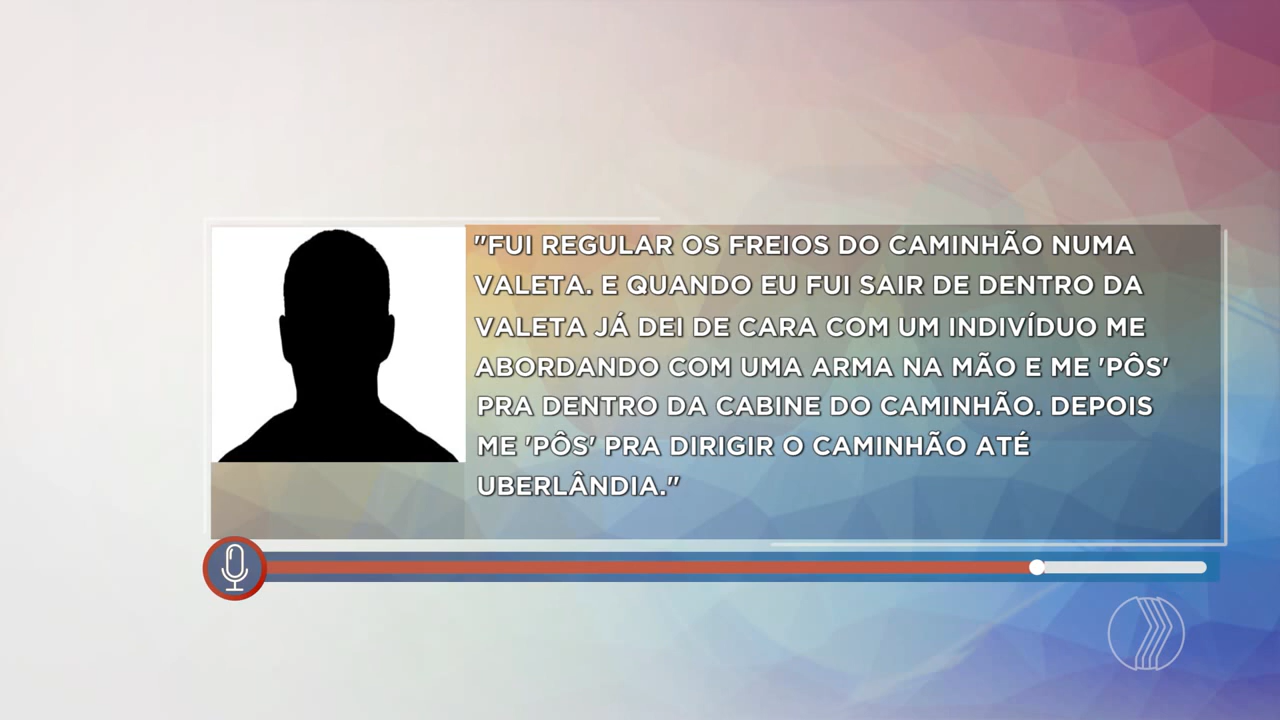 "FUI REGULAR OS FREIOS DO CAMINHÃO NUMA
VALETA. E QUANDO EU FUI SAIR DE DENTRO DA
VALETA JÁ DEI DE CARA COM UM INDIVÍDUO ME
ABORDANDO COM UMA ARMA NA MÃO E ME 'PÔS'
PRA DENTRO DA CABINE DO CAMINHÃO. DEPOIS
ME 'PÔS' PRA DIRIGIR O CAMINHÃO ATÉ
UBERLÂNDIA."